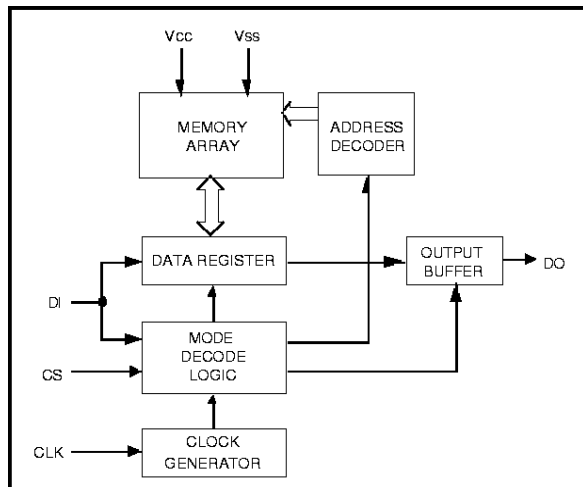 Vcc Vss
MEMORY
ARRAY
ADDRESS
DECODER
DATA REGISTER
OUTPUT
BUFFER
DO
DI
MODE
DECODE
LOGIC
CS
CLK
CLOCK
GENERATOR